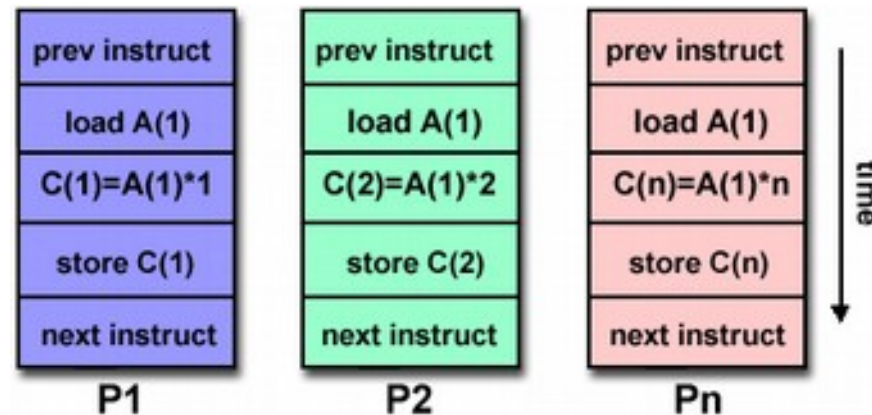 prev instruct
load A(1)
C(1)=A(1)*1
store C(1)
next instruct
P1
prev instruct
load A(1)
C(2)=A(1)*2
store C(2)
next instruct
P2
prev instruct
load A(1)
C(n)=A(1)*n
store C(n)
next instruct
Pn
time